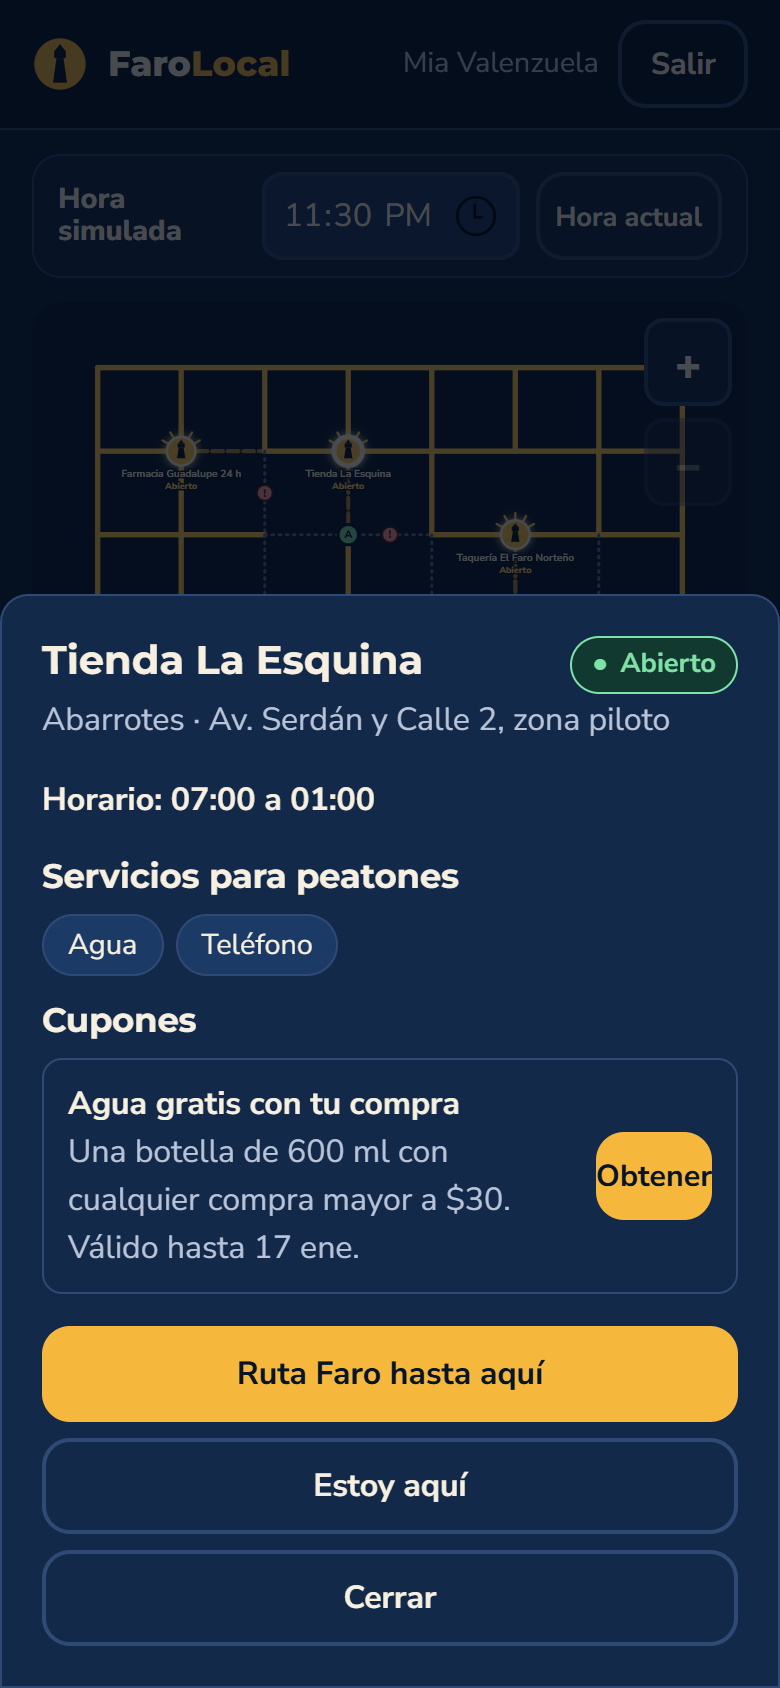 FaroLocal
Mia Valenzuela
Salir
Hora
simulada
11:30 PM
Hora actual
+
−
Farmacia Guadalupe 24 h
Abierto
Tienda La Esquina
Abierto
!
A
!
Taquería El Faro Norteño
Abierto
Tienda La Esquina
Abierto
Abarrotes · Av. Serdán y Calle 2, zona piloto
Horario: 07:00 a 01:00
Servicios para peatones
Agua
Teléfono
Cupones
Agua gratis con tu compra
Una botella de 600 ml con
cualquier compra mayor a $30.
Válido hasta 17 ene.
Obtener
Ruta Faro hasta aquí
Estoy aquí
Cerrar